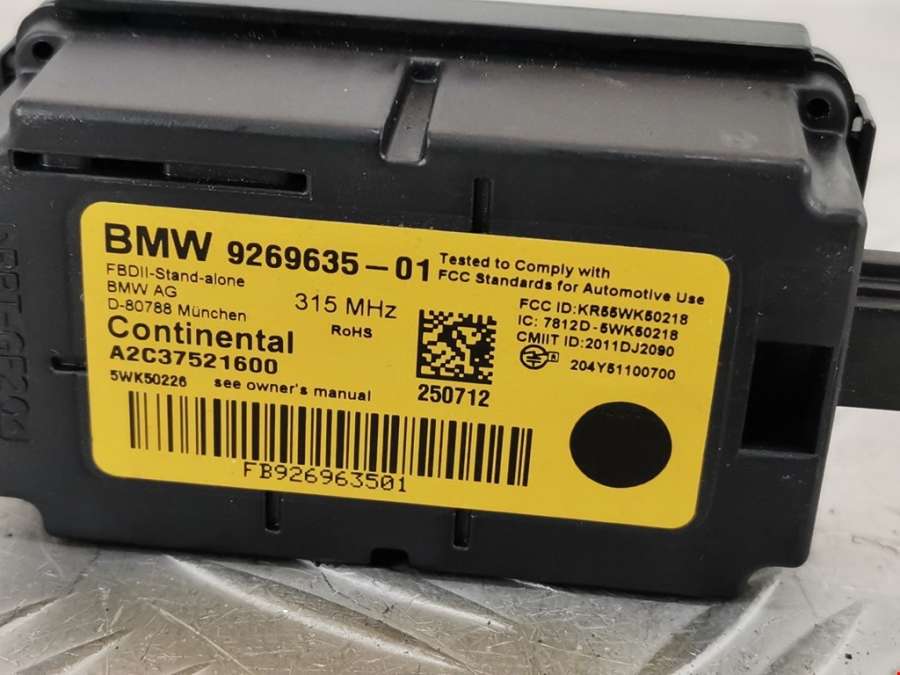 BMW 9269635-01
FBDII-Stand-alone
BMW AG
D-80788 München
315 MHz
RoHS
Tested to Comply with
FCC Standards for Automotive Use
Continental
A2C37521600
5WK50226 see owner's manual
250712
FCC ID:KR55WK50218
IC: 7812D-5WK50218
CMIIT ID:2011DJ2090
204Y51100700
FB926963501